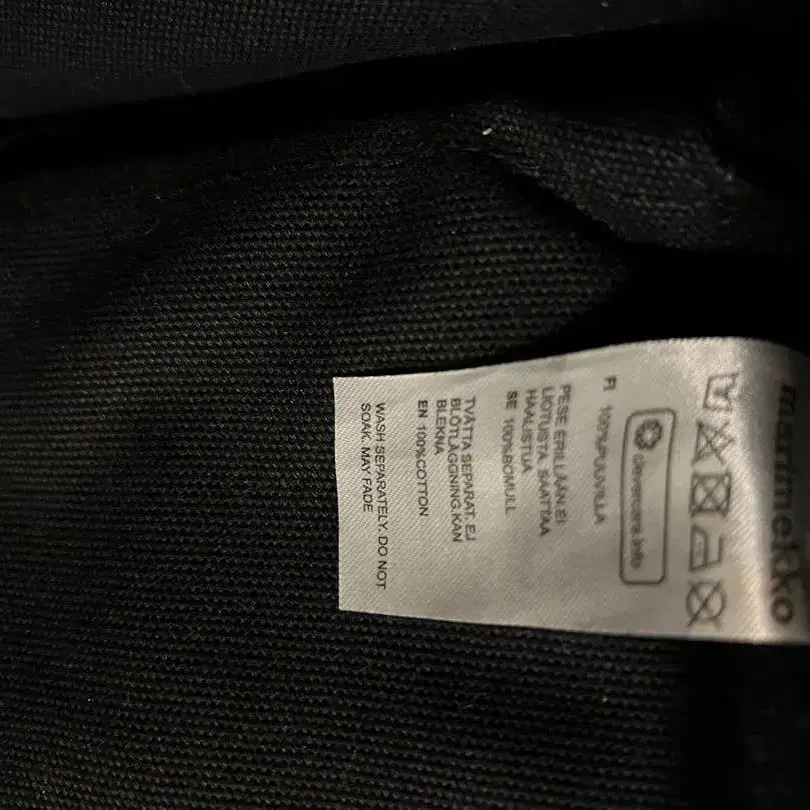 marimekko
clevercare.info
FI 100%PUUVILLA
PESE ERILLÄÄN.EI
LIOTUSTA. SAATTAA
HAALISTUA
SE 100%BOMULL
TVÄTTA SEPARAT. EJ
BLÖTLÄGGNING.KAN
BLEKNA
EN 100%COTTON
WASH SEPARATELY. DO NOT
SOAK. MAY FADE